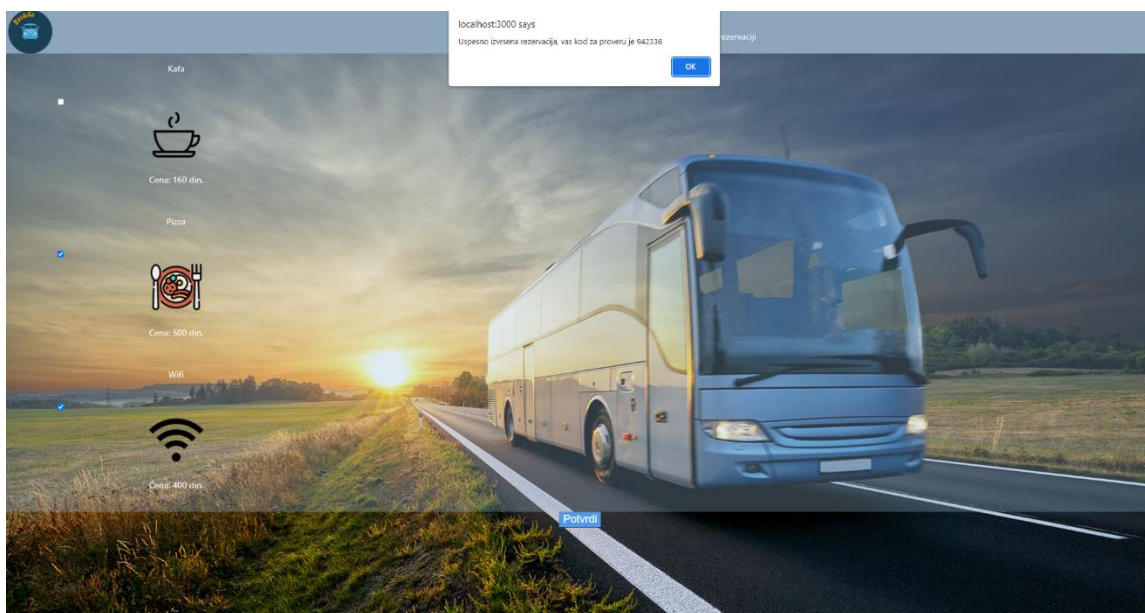 localhost:3000 says
Uspesno izvrsena rezervacija, vas kod za proveru je 942336
OK
rezervaciji
Kafa
Cena: 160 din.
Pizza
Cena: 500 din.
Wifi
Cena: 400 din.
Potvrdi